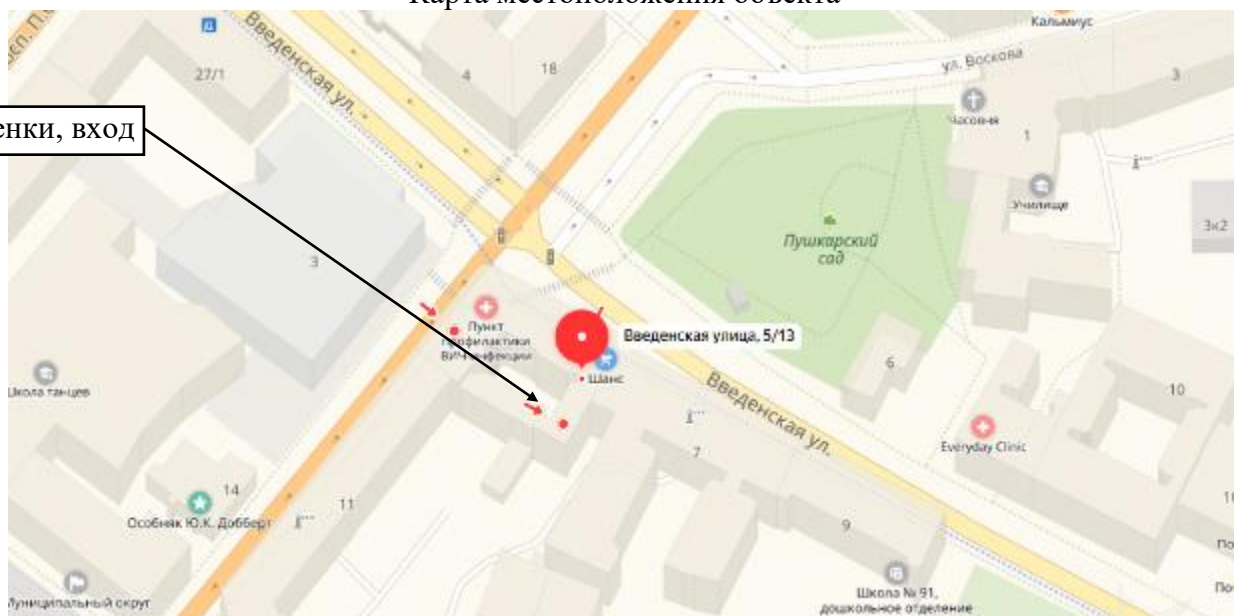 Карта местоположения объекта
Кальмиус
Введенская ул.
ул. Воскова
27/1
4
18
3
Часовня
1
енки, вход
Училище
3к2
Пушкарский
сад
3
Пункт
профилактики
ВИЧ-инфекции
Введенская улица, 5/13
Шанс
6
Школа танцев
Введенская ул.
10
7
Everyday Clinic
14
11
Особняк Ю.К. Добберт
9
Школа № 91,
дошкольное отделение
Муниципальный округ